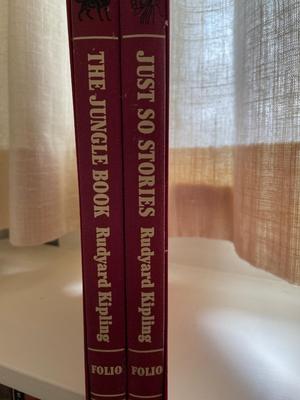 THE JUNGLE BOOK Rudyard Kipling
FOLIO
JUST SO STORIES Rudyard Kipling
FOLIO